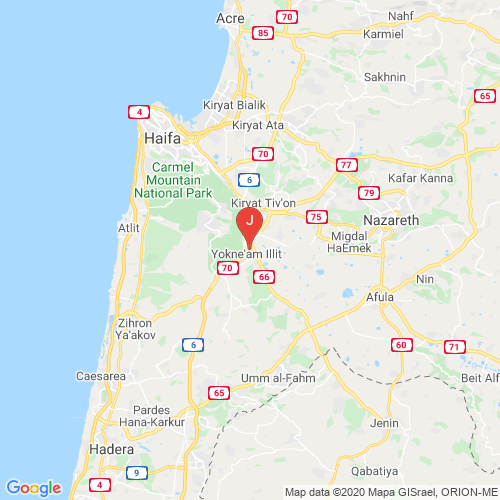 Acre
70
Nahf
85
Karmiel
Sakhnin
65
Kiryat Bialik
4
Kiryat Ata
Haifa
70
77
Carmel
Mountain
National Park
6
Kafar Kanna
79
Kiryat Tiv'on
75
Nazareth
J
Atlit
Migdal
HaEmek
Yokne'am Illit
70
66
Nin
Afula
Zihron
Ya'akov
6
60
71
Caesarea
Umm al-Fahm
Beit Alf
65
Pardes
Hana-Karkur
Jenin
Hadera
9
Qabatiya
4
Google
Map data ©2020 Mapa GISrael, ORION-ME